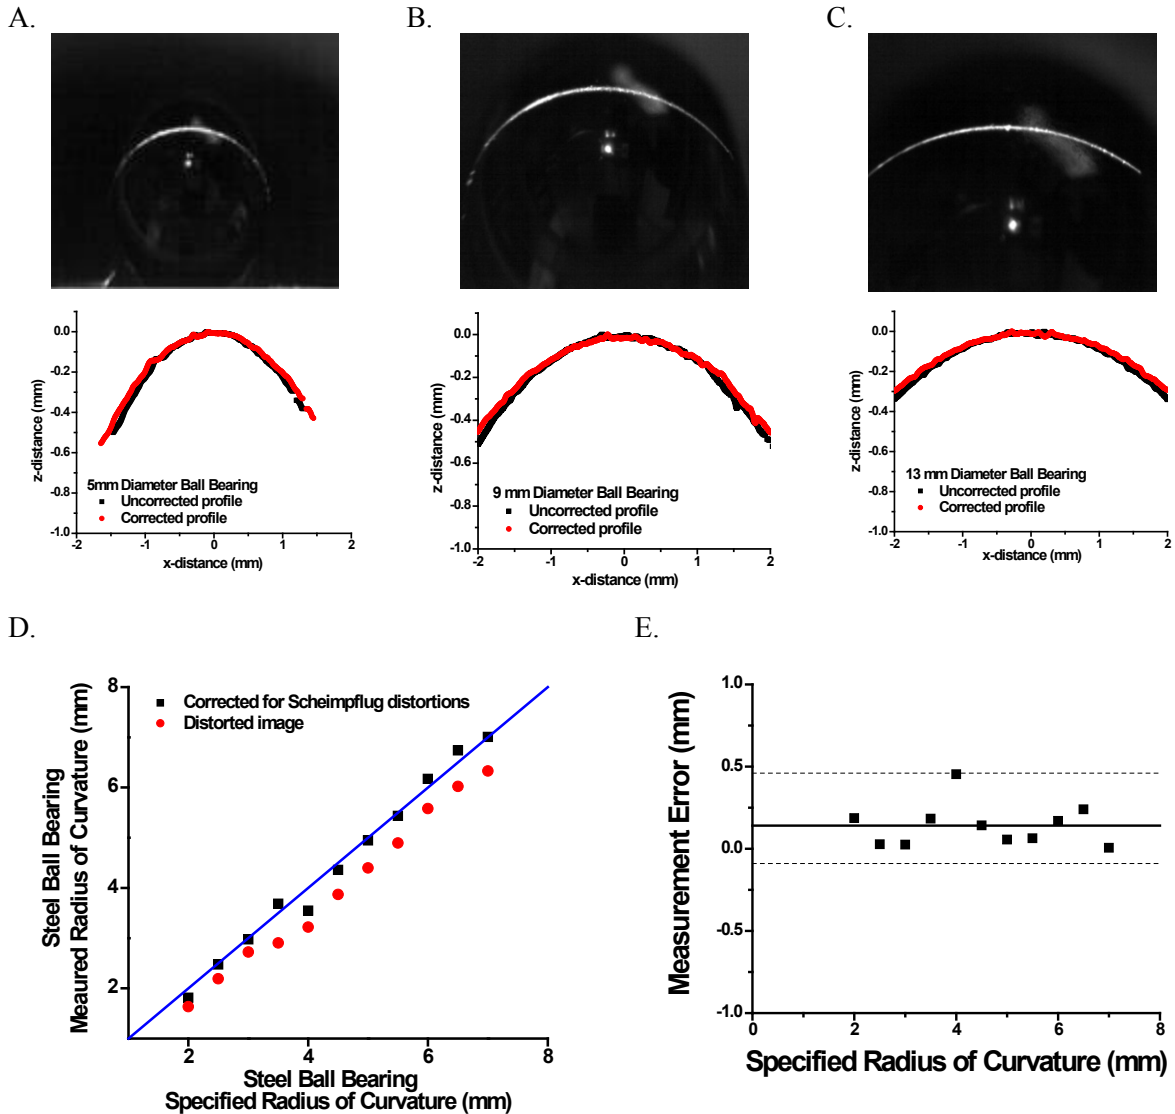 A.
B.
C.
0.0
-0.2
-0.4
-0.6
-0.8
-1.0
z-distance (mm)
5mm Diameter Ball Bearing
Uncorrected profile
Corrected profile
-2
-1
0
1
2
x-distance (mm)
0.0
-0.2
-0.4
-0.6
-0.8
-1.0
z-distance (mm)
9 mm Diameter Ball Bearing
Uncorrected profile
Corrected profile
-2
-1
0
1
2
x-distance (mm)
0.0
-0.2
-0.4
-0.6
-0.8
-1.0
z-distance (mm)
13 mm Diameter Ball Bearing
Uncorrected profile
Corrected profile
-2
-1
0
1
2
x-distance (mm)
D.
E.
8
6
4
2
Steel Ball Bearing
Meaured Radius of Curvature (mm)
Corrected for Scheimpflug distortions
Distorted image
2
4
6
8
Steel Ball Bearing
Specified Radius of Curvature (mm)
1.0
0.5
0.0
-0.5
-1.0
Measurement Error (mm)
0
2
4
6
8
Specified Radius of Curvature (mm)